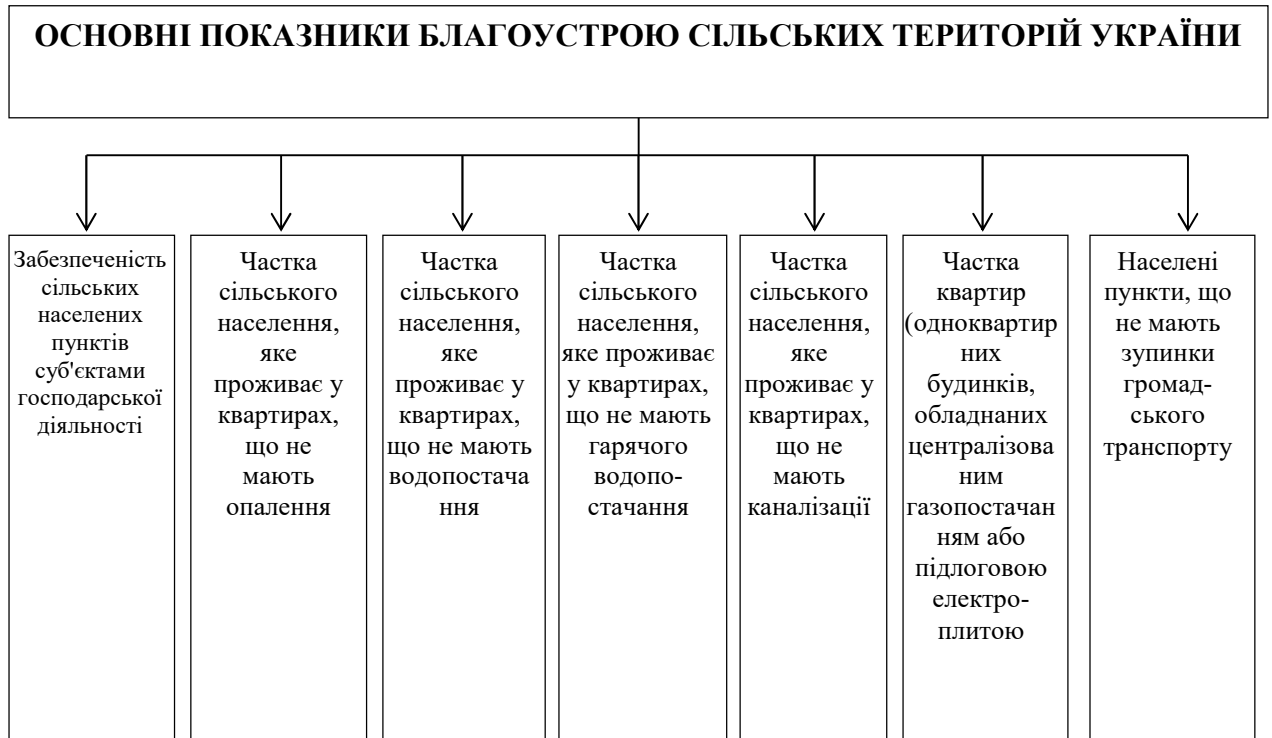 ОСНОВНІ ПОКАЗНИКИ БЛАГОУСТРОЮ СІЛЬСЬКИХ ТЕРИТОРІЙ УКРАЇНИ
Забезпеченість
сільських
населених
пунктів
суб'єктами
господарської
діяльності
Частка
сільського
населення,
яке
проживає у
квартирах,
що не
мають
опалення
Частка
сільського
населення,
яке
проживає у
квартирах,
що не мають
водопостача
ння
Частка
сільського
населення,
яке проживає
у квартирах,
що не мають
гарячого
водопо-
стачання
Частка
сільського
населення,
яке
проживає у
квартирах,
що не
мають
каналізації
Частка
квартир
(одноквартир
них
будинків,
обладнаних
централізова
ним
газопостачан
ням або
підлоговою
електро-
плитою
Населені
пункти, що
не мають
зупинки
громад-
ського
транспорту